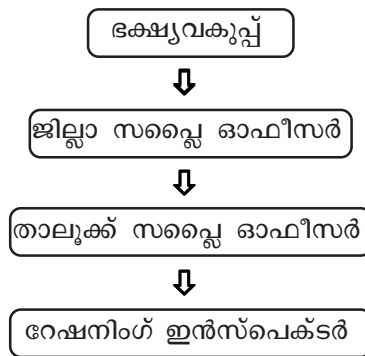 ഭക്ഷ്യവകുപ്പ്
ജില്ലാ സപ്ലൈ ഓഫീസർ
താലൂക്ക് സപ്ലൈ ഓഫീസർ
റേഷനിംഗ് ഇൻസ്പെക്ടർ